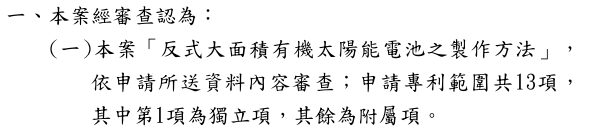 一、本案經審查認為：
(一)本案「反式大面積有機太陽能電池之製作方法」，
依申請所送資料內容審查；申請專利範圍共13項，
其中第1項為獨立項，其餘為附屬項。